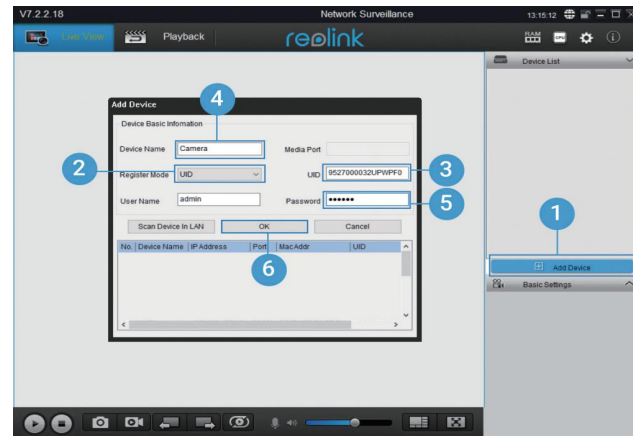 V7.2.2.18 Network Surveillance 13:15:12
Live View Playback reolink RAM CPU
Device List
Add Device
4
Device Basic Infomation
Device Name Camera Media Port
2 Register Mode UID UID 9527000032UPWPF0 3
User Name admin Password •••••• 5
1
Scan Device In LAN OK Cancel
No. Device Name IP Address Port MacAddr UID
6
Add Device
Basic Settings